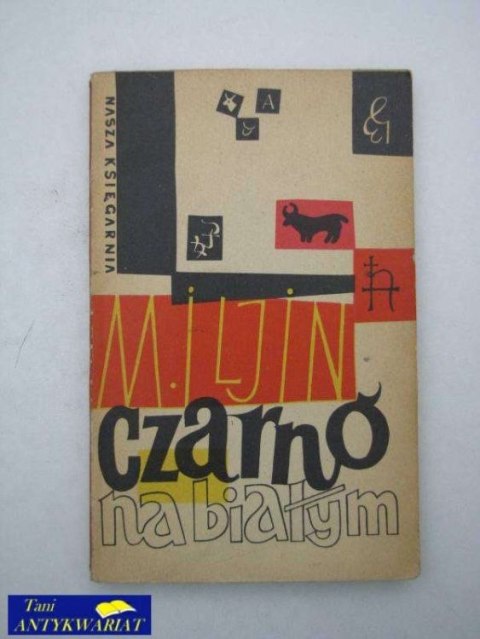 NASZA KSIĘGARNIA
M. ILJIN
czarno
na białym
Tani
ANTYKWARIAT